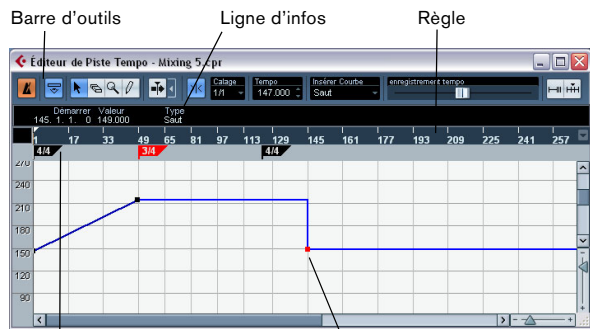 Barre d'outils Ligne d'infos Règle
Éditeur de Piste Tempo - Mixing 5.cpr
Calage Tempo Insérer Courbe enregistrement tempo
1/1 147.000 Saut
Démarrer Valeur Type
145. 1. 1. 0 149.000 Saut
1 17 33 49 65 81 97 113 129 145 161 177 193 209 225 241 257
4/4 3/4 4/4
270
240
210
180
150
120
90